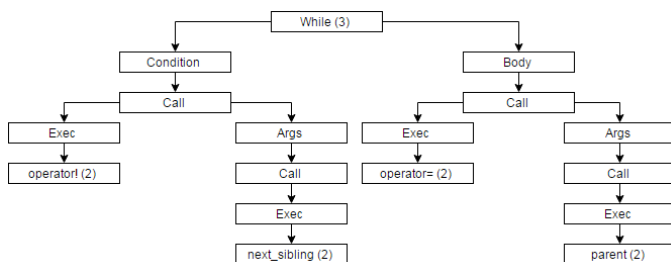 While (3)
Condition
Body
Call
Call
Exec
Args
Exec
Args
operator! (2)
Call
operator= (2)
Call
Exec
Exec
next_sibling (2)
parent (2)